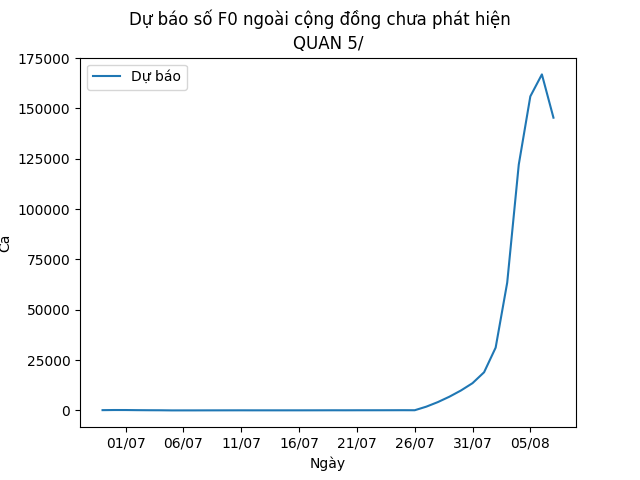 Dự báo số F0 ngoài cộng đồng chưa phát hiện
QUAN 5/
175000
150000
125000
100000
75000
50000
25000
0
Ca
Dự báo
01/07 06/07 11/07 16/07 21/07 26/07 31/07 05/08
Ngày